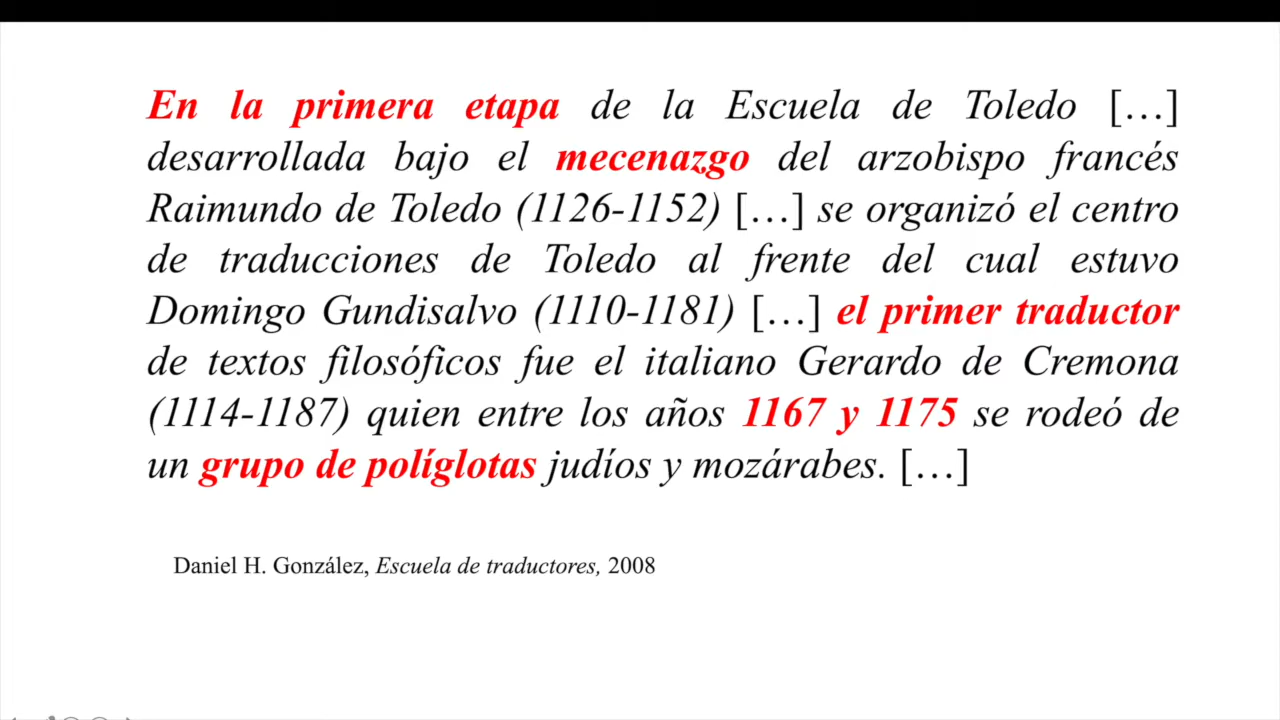 En la primera etapa de la Escuela de Toledo […]
desarrollada bajo el mecenazgo del arzobispo francés
Raimundo de Toledo (1126-1152) […] se organizó el centro
de traducciones de Toledo al frente del cual estuvo
Domingo Gundisalvo (1110-1181) […] el primer traductor
de textos filosóficos fue el italiano Gerardo de Cremona
(1114-1187) quien entre los años 1167 y 1175 se rodeó de
un grupo de políglotas judíos y mozárabes. […]
Daniel H. González, Escuela de traductores, 2008